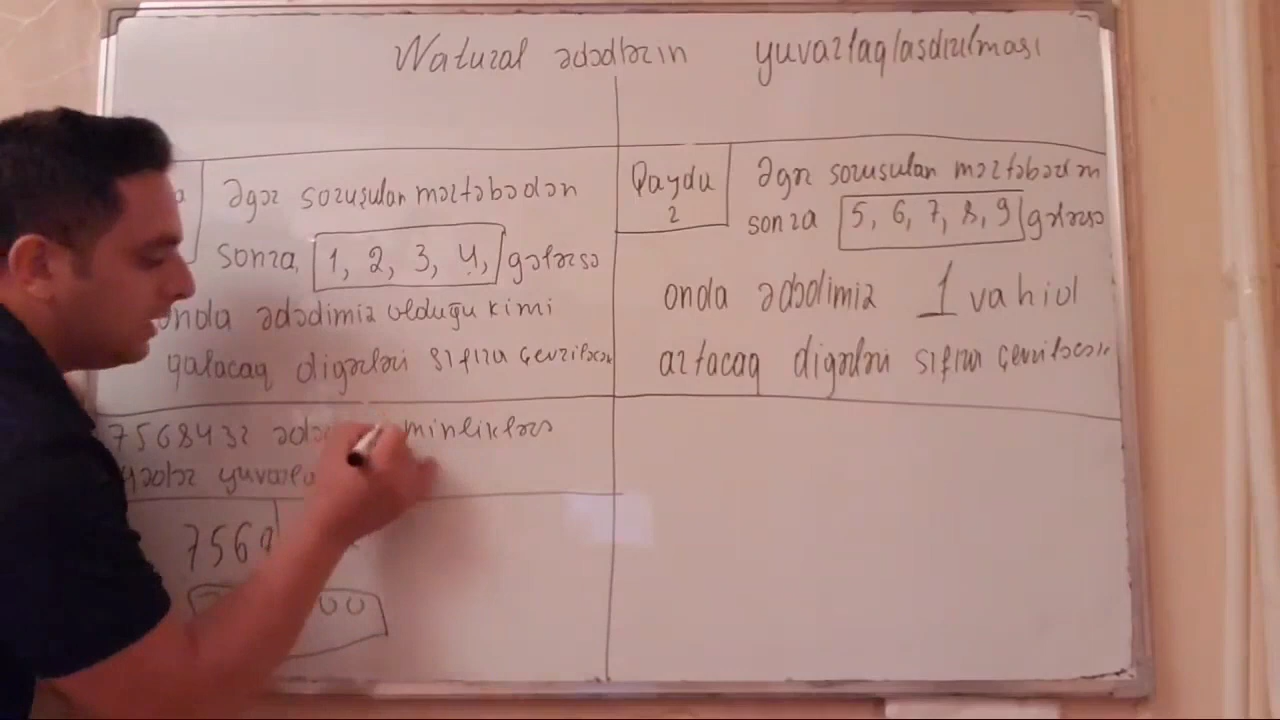 Natural ədədlərin yuvarlaqlaşdırılması
Əgər soruşulan mərtəbədən
sonra 1, 2, 3, 4, gələrsə
onda ədədimiz olduğu kimi
qalacaq digərləri sıfıra çevriləcək
7568432 minliklərə
qədər
756
00
Qayda
2
Əgər soruşulan mərtəbədən
sonra 5, 6, 7, 8, 9 gələrsə
onda ədədimiz 1 vahid
artacaq digərləri sıfıra çevriləcək